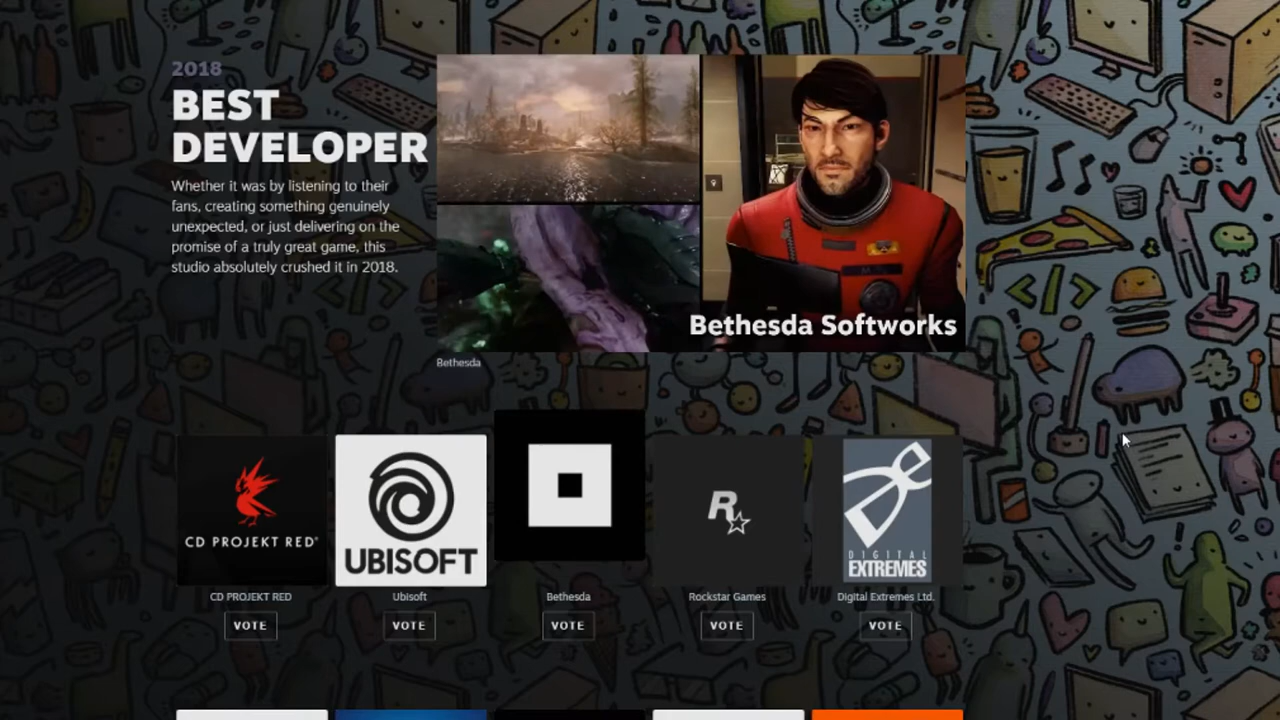 2018
BEST
DEVELOPER
Whether it was by listening to their
fans, creating something genuinely
unexpected, or just delivering on the
promise of a truly great game, this
studio absolutely crushed it in 2018.
Bethesda Softworks
Bethesda
CD PROJEKT RED®
UBISOFT
R
DIGITAL
EXTREMES
CD PROJEKT RED
Ubisoft
Bethesda
Rockstar Games
Digital Extremes Ltd.
VOTE
VOTE
VOTE
VOTE
VOTE